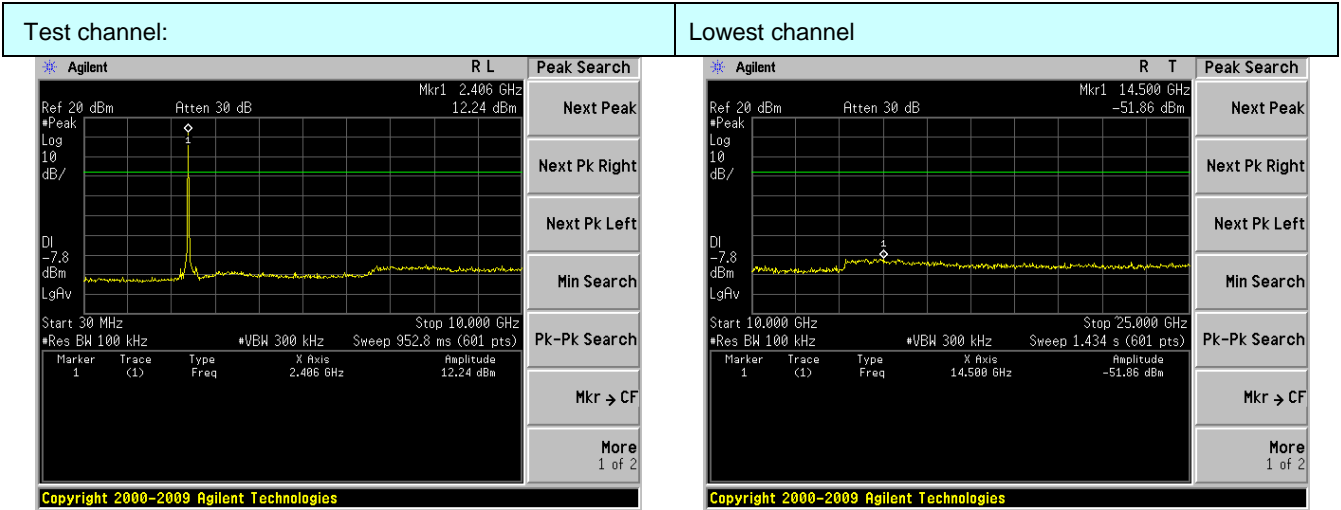 Test channel:
Lowest channel
Agilent R L
Mkr1 2.406 GHz
Ref 20 dBm Atten 30 dB 12.24 dBm
#Peak
Log
10
dB/
1
DI
-7.8
dBm
LgAv
Start 30 MHz Stop 10.000 GHz
#Res BW 100 kHz #VBW 300 kHz Sweep 952.8 ms (601 pts)
Marker Trace Type X Axis Amplitude
1 (1) Freq 2.406 GHz 12.24 dBm
Copyright 2000-2009 Agilent Technologies
Peak Search
Next Peak
Next Pk Right
Next Pk Left
Min Search
Pk-Pk Search
Mkr → CF
More
1 of 2
Agilent R T
Mkr1 14.500 GHz
Ref 20 dBm Atten 30 dB -51.86 dBm
#Peak
Log
10
dB/
1
DI
-7.8
dBm
LgAv
Start 10.000 GHz Stop 25.000 GHz
#Res BW 100 kHz #VBW 300 kHz Sweep 1.434 s (601 pts)
Marker Trace Type X Axis Amplitude
1 (1) Freq 14.500 GHz -51.86 dBm
Copyright 2000-2009 Agilent Technologies
Peak Search
Next Peak
Next Pk Right
Next Pk Left
Min Search
Pk-Pk Search
Mkr → CF
More
1 of 2